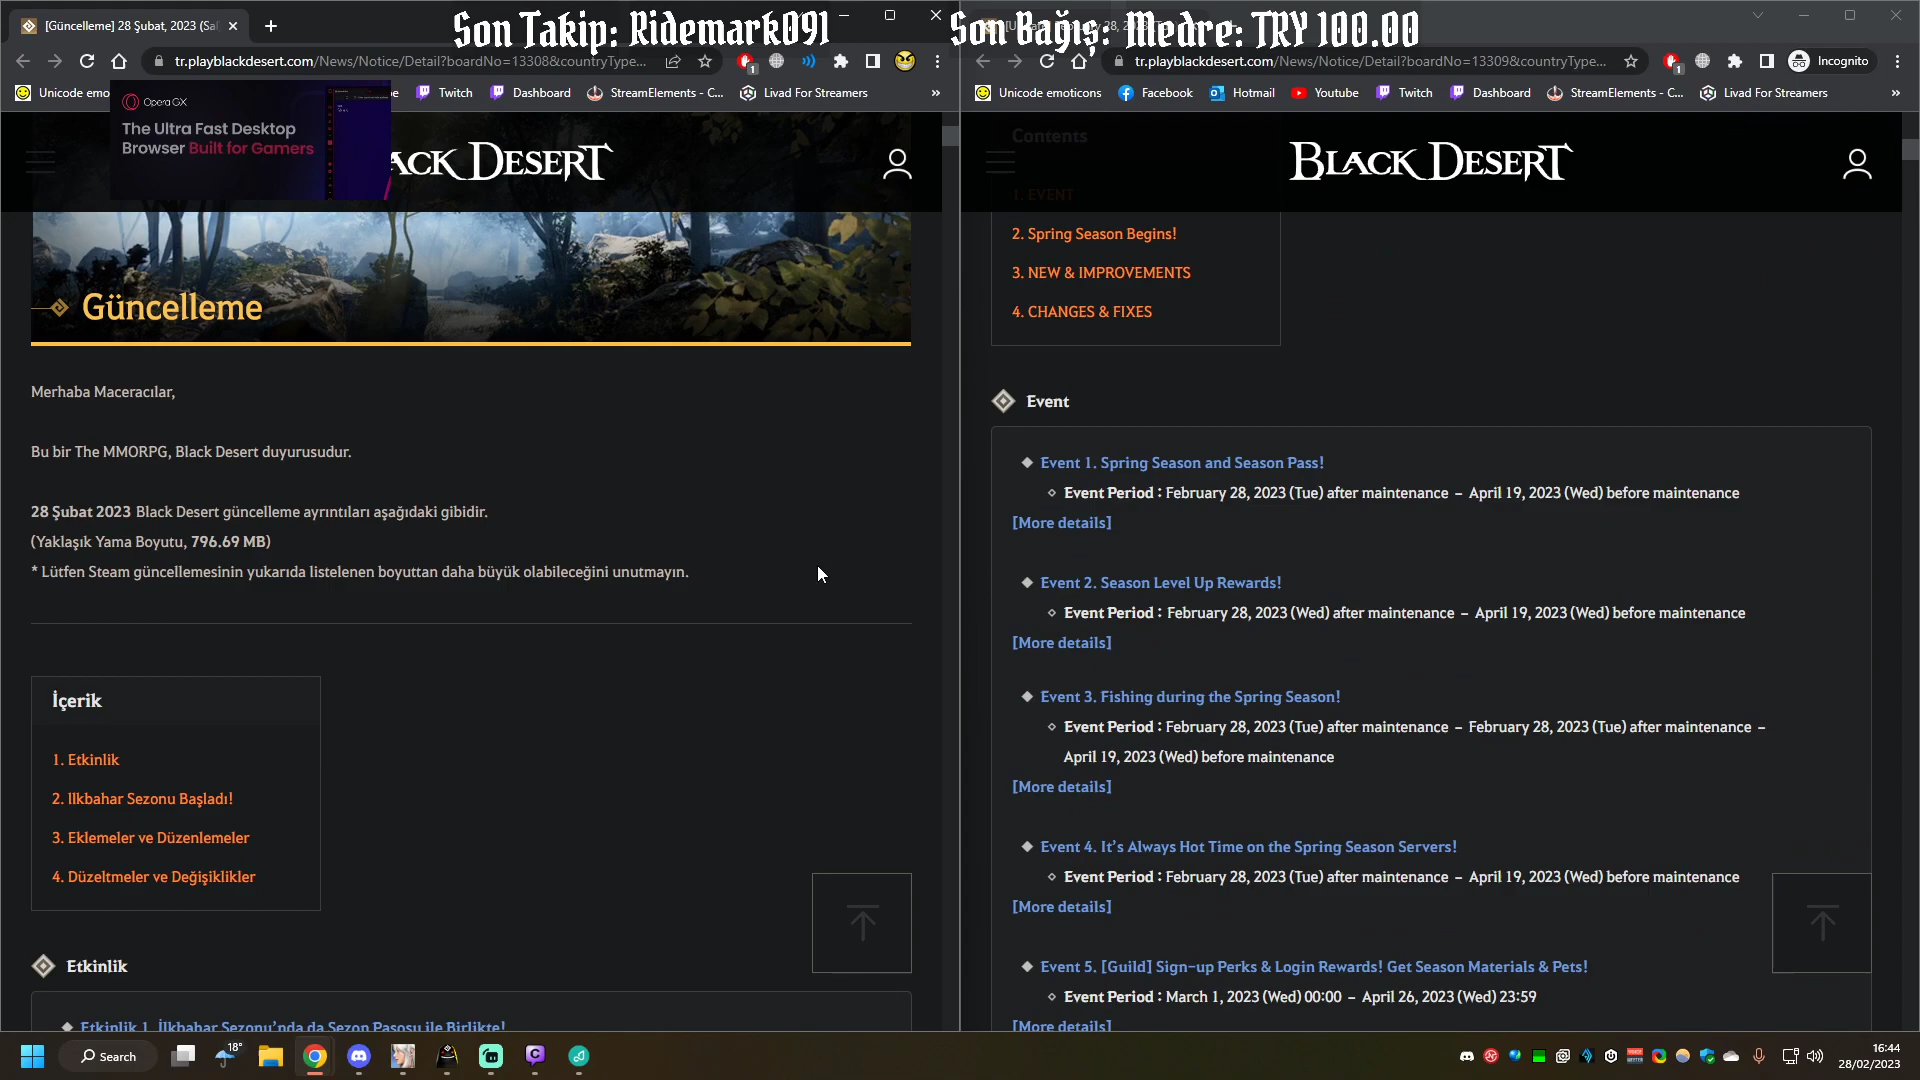 Son Takip: Ridemark091
Son Bağış: Medre: TRY 100.00
[Güncelleme] 28 Şubat, 2023 (Sal
tr.playblackdesert.com/News/Notice/Detail?boardNo=13308&countryType...
Unicode emo
Twitch
Dashboard
StreamElements - C...
Livad For Streamers
»
Opera GX
The Ultra Fast Desktop
Browser Built for Gamers
ACK DESERT
Güncelleme
Merhaba Maceracılar,
Bu bir The MMORPG, Black Desert duyurusudur.
28 Şubat 2023 Black Desert güncelleme ayrıntıları aşağıdaki gibidir.
(Yaklaşık Yama Boyutu, 796.69 MB)
* Lütfen Steam güncellemesinin yukarıda listelenen boyuttan daha büyük olabileceğini unutmayın.
İçerik
1. Etkinlik
2. Ilkbahar Sezonu Başladı!
3. Eklemeler ve Düzenlemeler
4. Düzeltmeler ve Değişiklikler
Etkinlik
Etkinlik 1. İlkbahar Sezonu'nda da Sezon Pasosu ile Birlikte!
tr.playblackdesert.com/News/Notice/Detail?boardNo=13309&countryType...
Incognito
Unicode emoticons
Facebook
Hotmail
Youtube
Twitch
Dashboard
StreamElements - C...
Livad For Streamers
»
BLACK DESERT
Contents
1. EVENT
2. Spring Season Begins!
3. NEW & IMPROVEMENTS
4. CHANGES & FIXES
Event
Event 1. Spring Season and Season Pass!
Event Period : February 28, 2023 (Tue) after maintenance – April 19, 2023 (Wed) before maintenance
[More details]
Event 2. Season Level Up Rewards!
Event Period : February 28, 2023 (Wed) after maintenance – April 19, 2023 (Wed) before maintenance
[More details]
Event 3. Fishing during the Spring Season!
Event Period : February 28, 2023 (Tue) after maintenance – February 28, 2023 (Tue) after maintenance –
April 19, 2023 (Wed) before maintenance
[More details]
Event 4. It's Always Hot Time on the Spring Season Servers!
Event Period : February 28, 2023 (Tue) after maintenance – April 19, 2023 (Wed) before maintenance
[More details]
Event 5. [Guild] Sign-up Perks & Login Rewards! Get Season Materials & Pets!
Event Period : March 1, 2023 (Wed) 00:00 – April 26, 2023 (Wed) 23:59
[More details]
Search
18°
16:44
28/02/2023